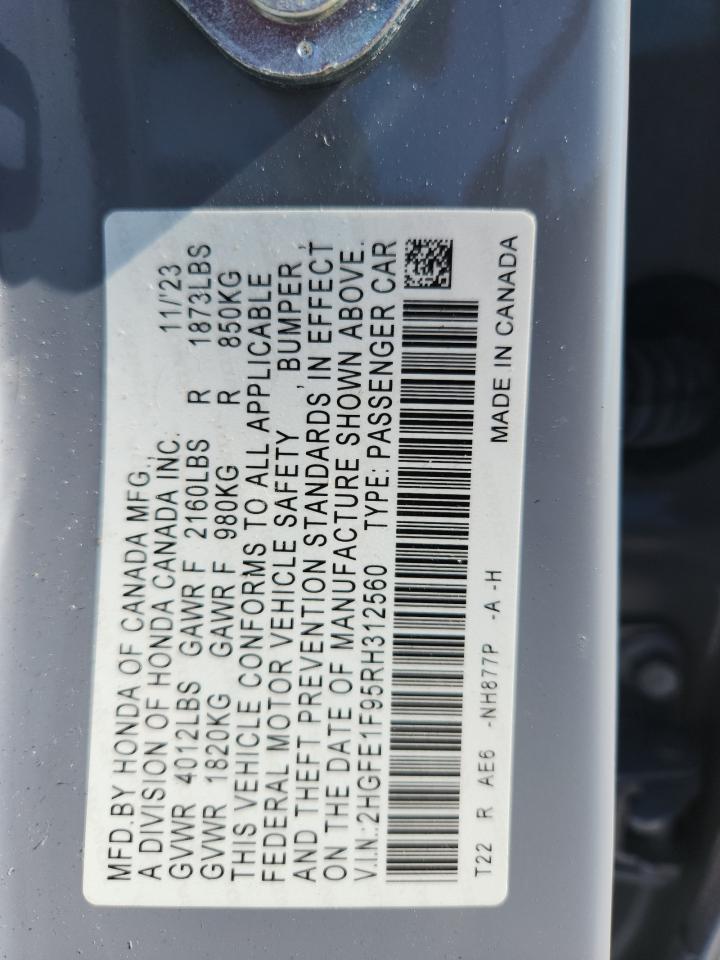 MFD.BY HONDA OF CANADA MFG.,
A DIVISION OF HONDA CANADA INC. 11/'23
GVWR 4012LBS GAWR F 2160LBS R 1873LBS
GVWR 1820KG GAWR F 980KG R 850KG
THIS VEHICLE CONFORMS TO ALL APPLICABLE
FEDERAL MOTOR VEHICLE SAFETY , BUMPER ,
AND THEFT PREVENTION STANDARDS IN EFFECT
ON THE DATE OF MANUFACTURE SHOWN ABOVE.
V.I.N.:2HGFE1F95RH312560 TYPE: PASSENGER CAR
T22 R AE6 -NH877P -A -H MADE IN CANADA